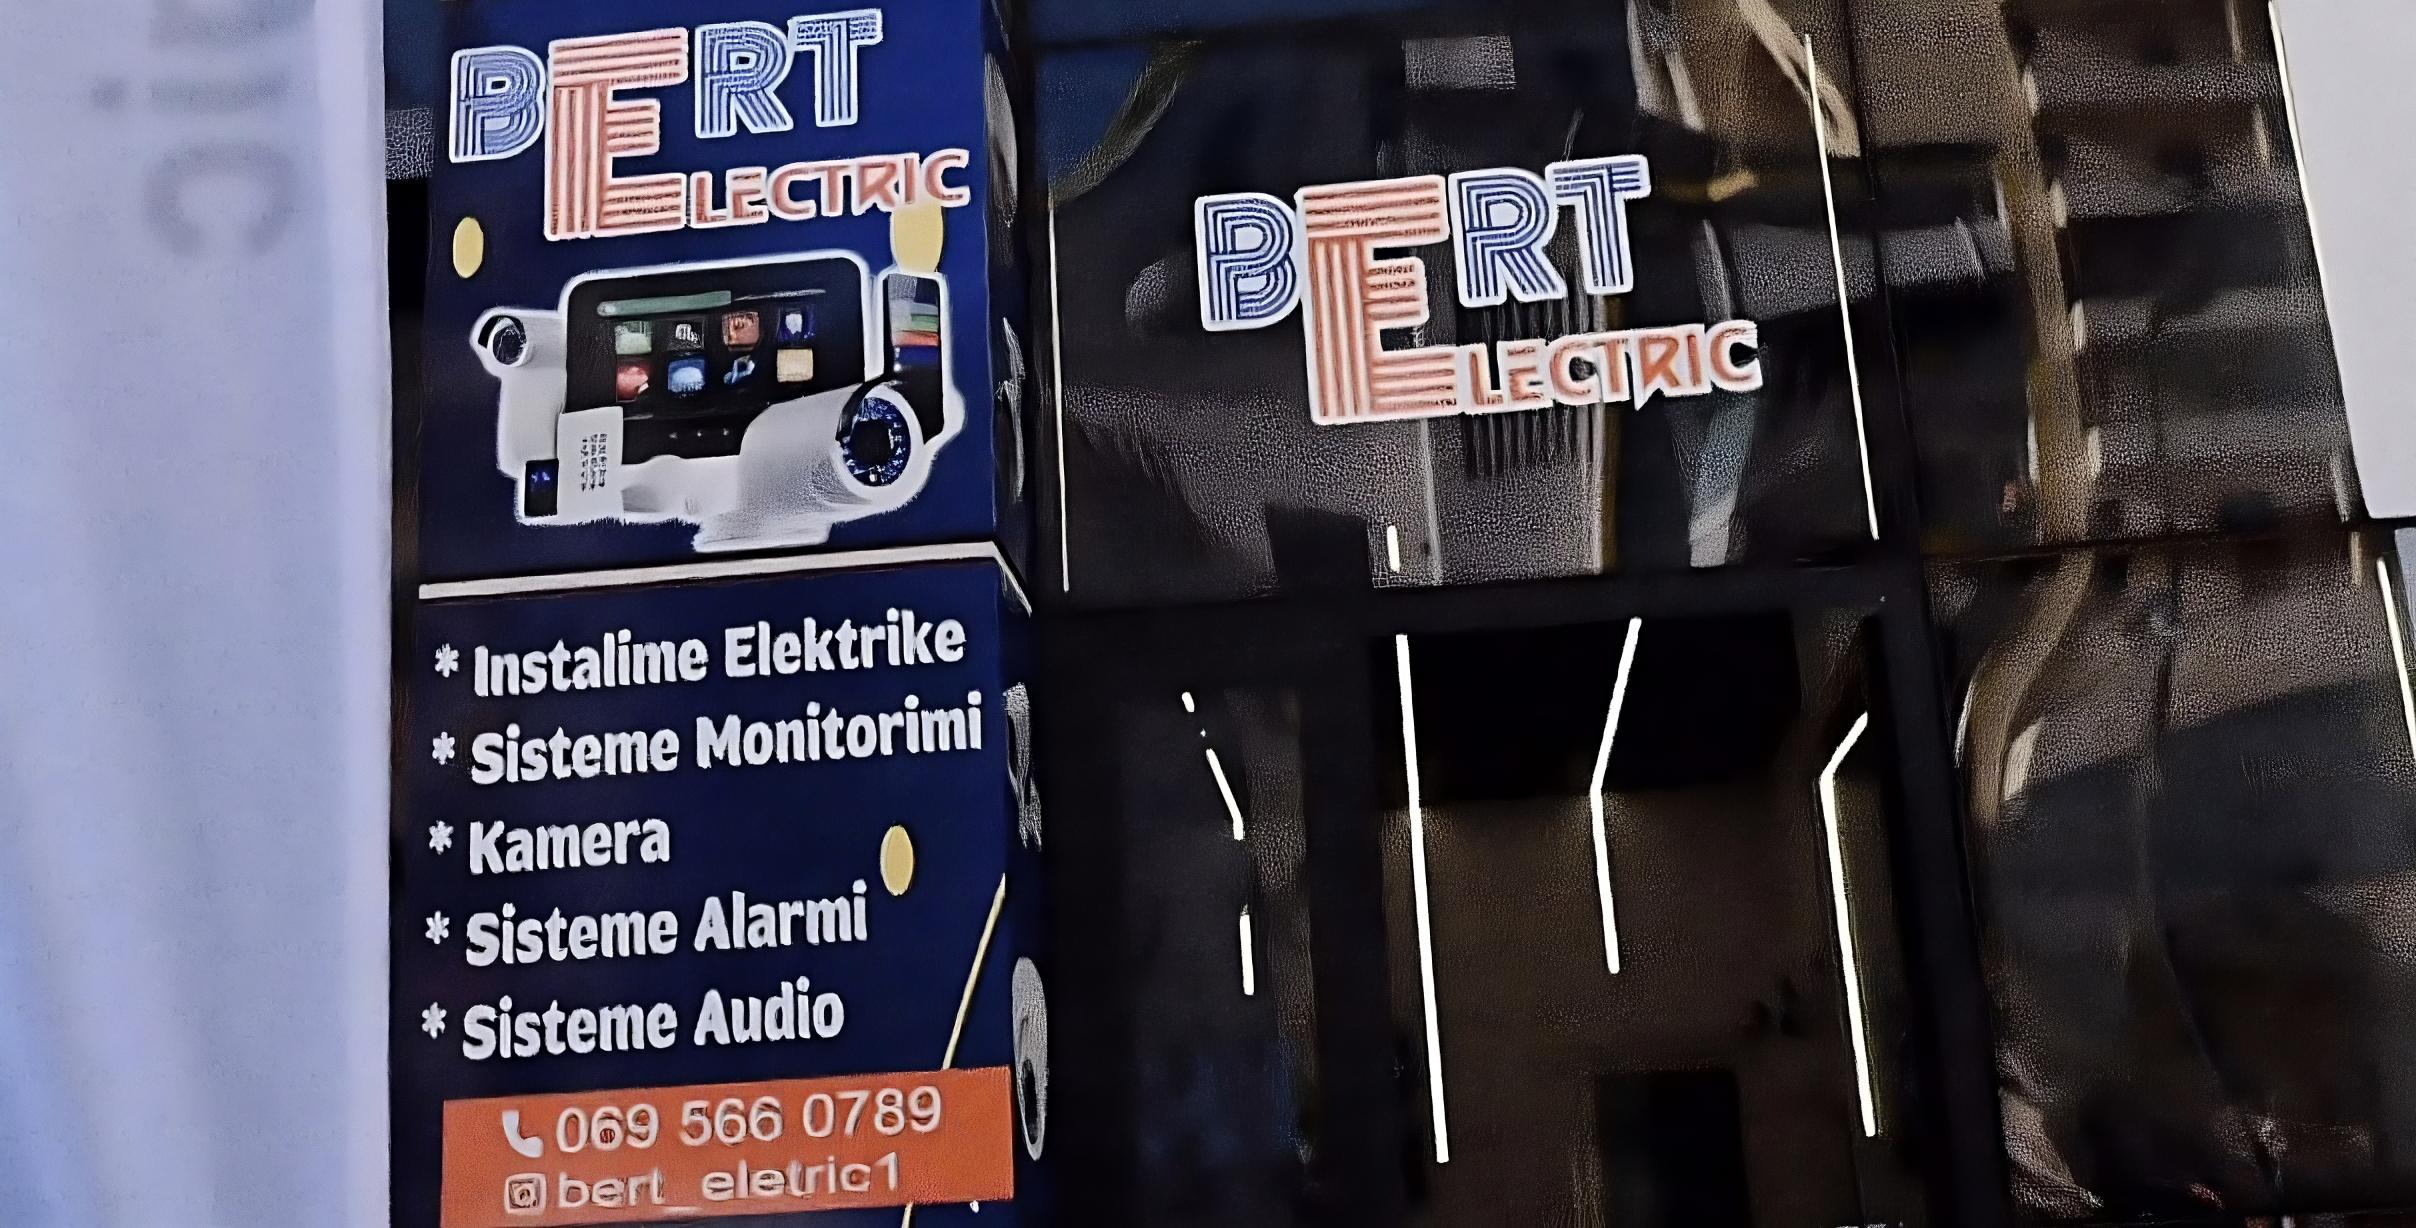 BERT
ELECTRIC
* Instalime Elektrike
* Sisteme Monitorimi
* Kamera
* Sisteme Alarmi
* Sisteme Audio
069 566 0789
bert_eletric1
BERT
ELECTRIC